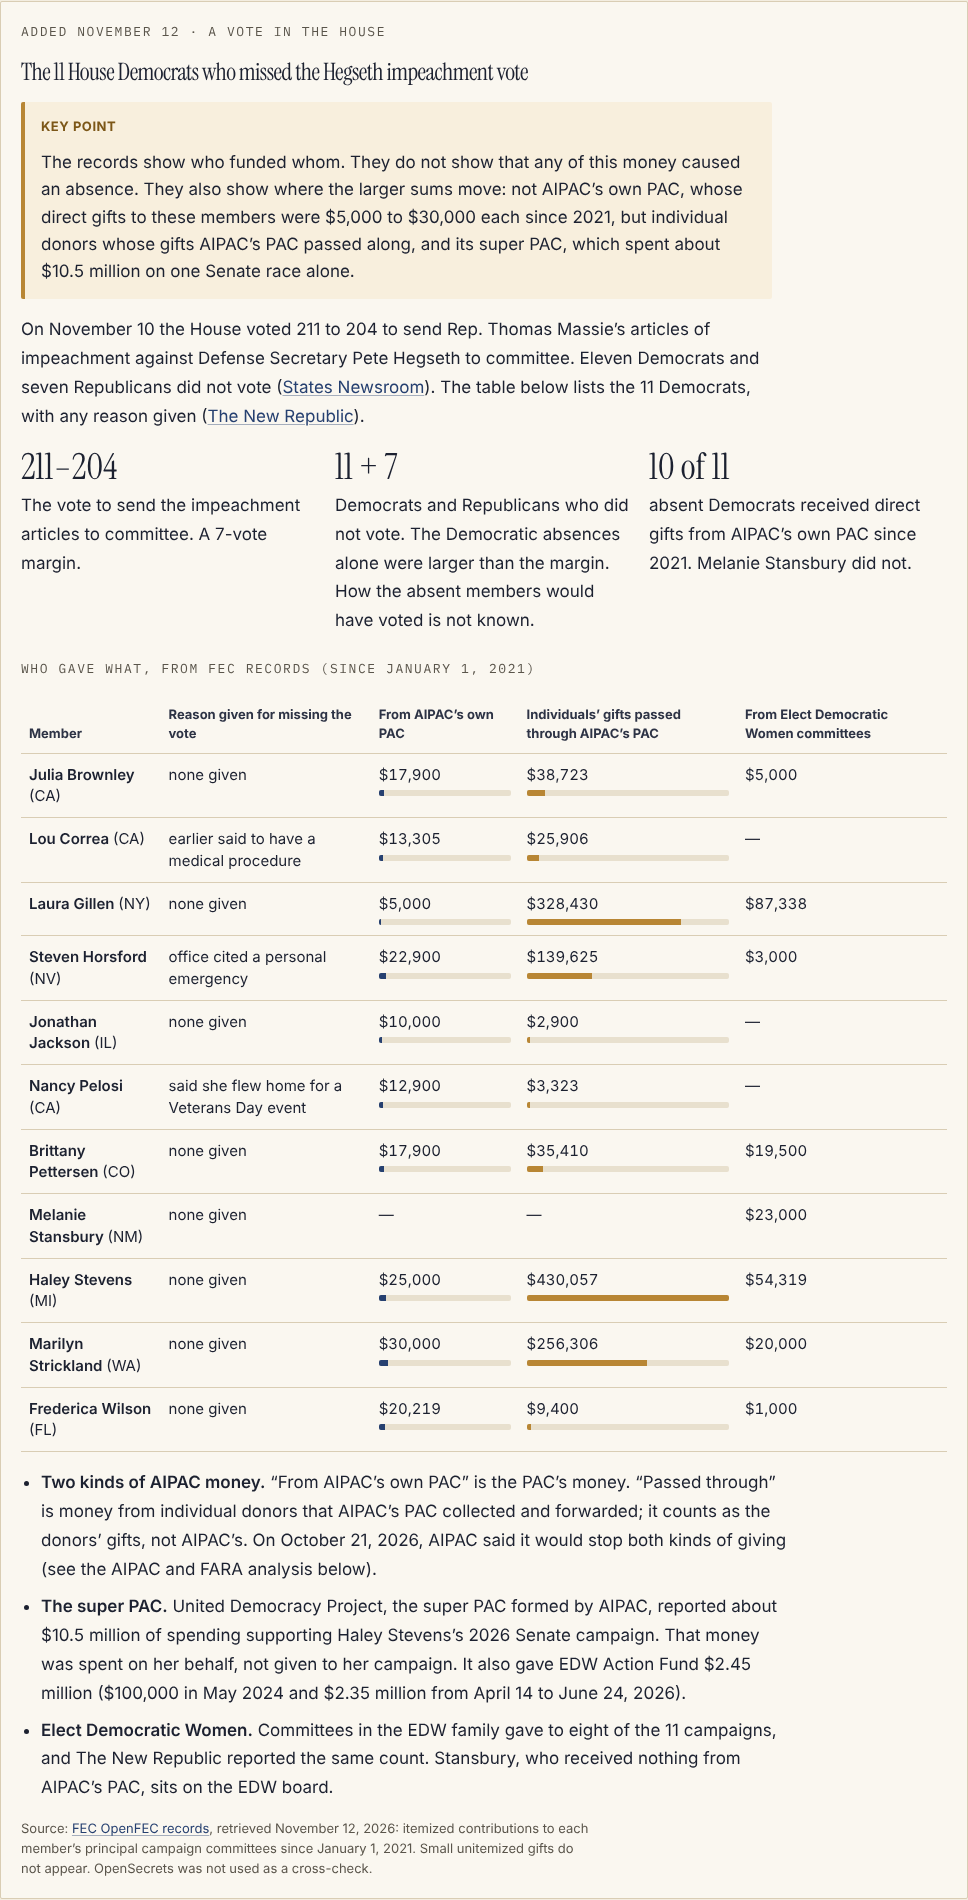 ADDED NOVEMBER 12 · A VOTE IN THE HOUSE
The 11 House Democrats who missed the Hegseth impeachment vote
KEY POINT
The records show who funded whom. They do not show that any of this money caused
an absence. They also show where the larger sums move: not AIPAC’s own PAC, whose
direct gifts to these members were $5,000 to $30,000 each since 2021, but individual
donors whose gifts AIPAC’s PAC passed along, and its super PAC, which spent about
$10.5 million on one Senate race alone.
On November 10 the House voted 211 to 204 to send Rep. Thomas Massie’s articles of
impeachment against Defense Secretary Pete Hegseth to committee. Eleven Democrats and
seven Republicans did not vote (States Newsroom). The table below lists the 11 Democrats,
with any reason given (The New Republic).
211–204
The vote to send the impeachment
articles to committee. A 7-vote
margin.
11 + 7
Democrats and Republicans who did
not vote. The Democratic absences
alone were larger than the margin.
How the absent members would
have voted is not known.
10 of 11
absent Democrats received direct
gifts from AIPAC’s own PAC since
2021. Melanie Stansbury did not.
WHO GAVE WHAT, FROM FEC RECORDS (SINCE JANUARY 1, 2021)
Member
Reason given for missing the
vote
From AIPAC’s own
PAC
Individuals’ gifts passed
through AIPAC’s PAC
From Elect Democratic
Women committees
Julia Brownley
(CA)
none given
$17,900
$38,723
$5,000
Lou Correa (CA)
earlier said to have a
medical procedure
$13,305
$25,906
—
Laura Gillen (NY)
none given
$5,000
$328,430
$87,338
Steven Horsford
(NV)
office cited a personal
emergency
$22,900
$139,625
$3,000
Jonathan
Jackson (IL)
none given
$10,000
$2,900
—
Nancy Pelosi
(CA)
said she flew home for a
Veterans Day event
$12,900
$3,323
—
Brittany
Pettersen (CO)
none given
$17,900
$35,410
$19,500
Melanie
Stansbury (NM)
none given
—
—
$23,000
Haley Stevens
(MI)
none given
$25,000
$430,057
$54,319
Marilyn
Strickland (WA)
none given
$30,000
$256,306
$20,000
Frederica Wilson
(FL)
none given
$20,219
$9,400
$1,000
• Two kinds of AIPAC money. “From AIPAC’s own PAC” is the PAC’s money. “Passed through”
is money from individual donors that AIPAC’s PAC collected and forwarded; it counts as the
donors’ gifts, not AIPAC’s. On October 21, 2026, AIPAC said it would stop both kinds of giving
(see the AIPAC and FARA analysis below).
• The super PAC. United Democracy Project, the super PAC formed by AIPAC, reported about
$10.5 million of spending supporting Haley Stevens’s 2026 Senate campaign. That money
was spent on her behalf, not given to her campaign. It also gave EDW Action Fund $2.45
million ($100,000 in May 2024 and $2.35 million from April 14 to June 24, 2026).
• Elect Democratic Women. Committees in the EDW family gave to eight of the 11 campaigns,
and The New Republic reported the same count. Stansbury, who received nothing from
AIPAC’s PAC, sits on the EDW board.
Source: FEC OpenFEC records, retrieved November 12, 2026: itemized contributions to each
member’s principal campaign committees since January 1, 2021. Small unitemized gifts do
not appear. OpenSecrets was not used as a cross-check.